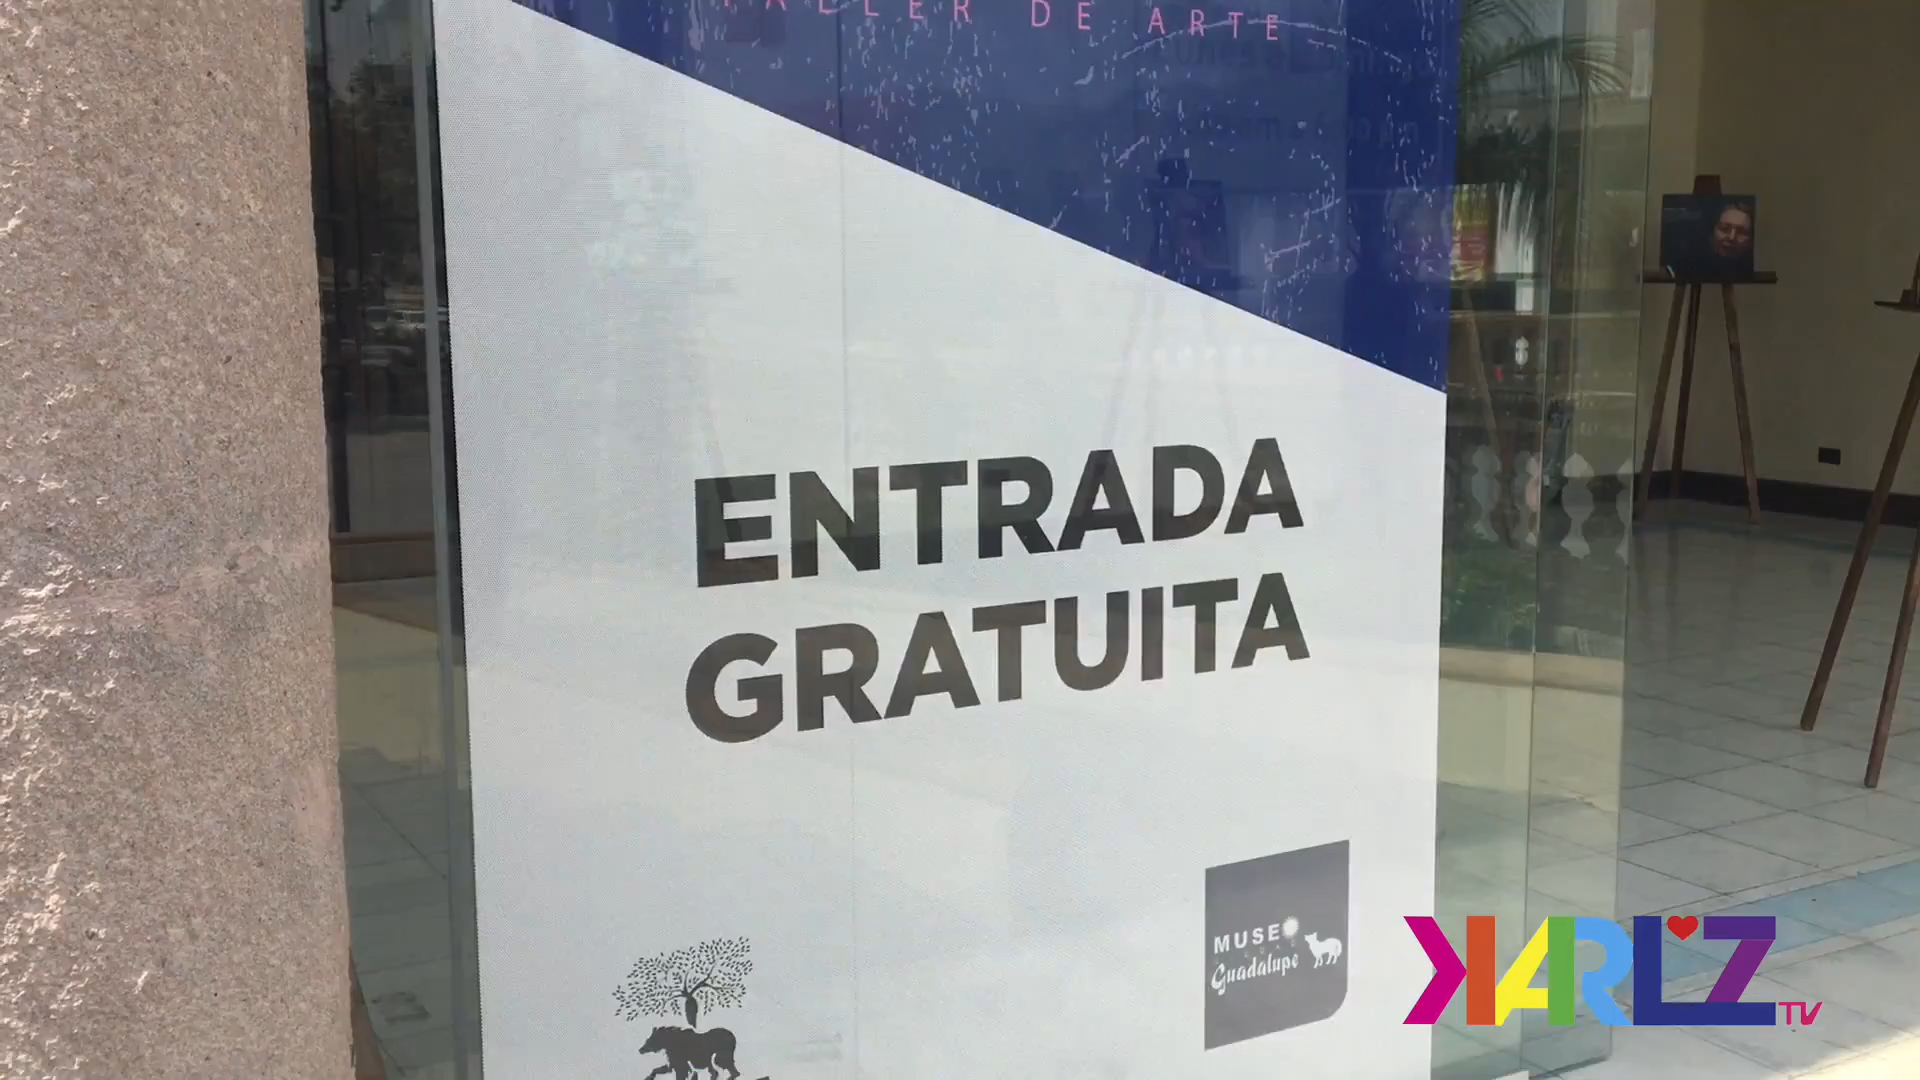 TALLER DE ARTE
ENTRADA
GRATUITA
MUSEO
Guadalupe
KARLZ TV